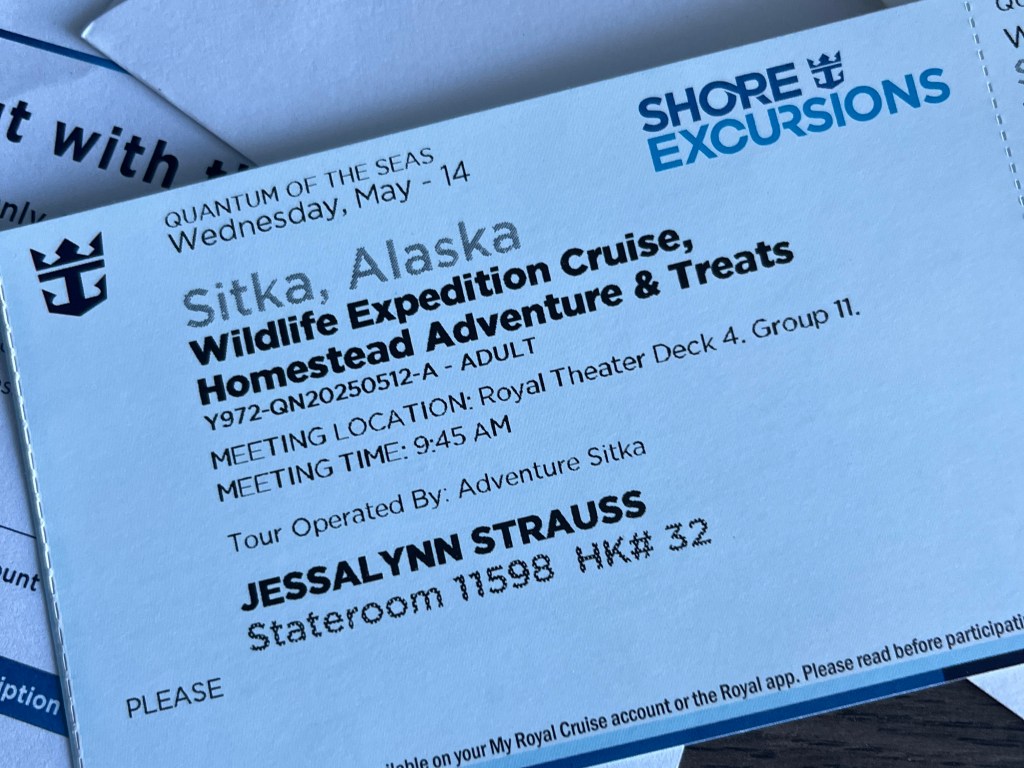 t with
only
QUANTUM OF THE SEAS
Wednesday, May - 14
SHORE
EXCURSIONS
Sitka, Alaska
Wildlife Expedition Cruise,
Homestead Adventure & Treats
Y972-QN20250512-A - ADULT
MEETING LOCATION: Royal Theater Deck 4. Group 11.
MEETING TIME: 9:45 AM
Tour Operated By: Adventure Sitka
JESSALYNN STRAUSS
Stateroom 11598 HK# 32
PLEASE
ilable on your My Royal Cruise account or the Royal app. Please read before participati
ount
iption